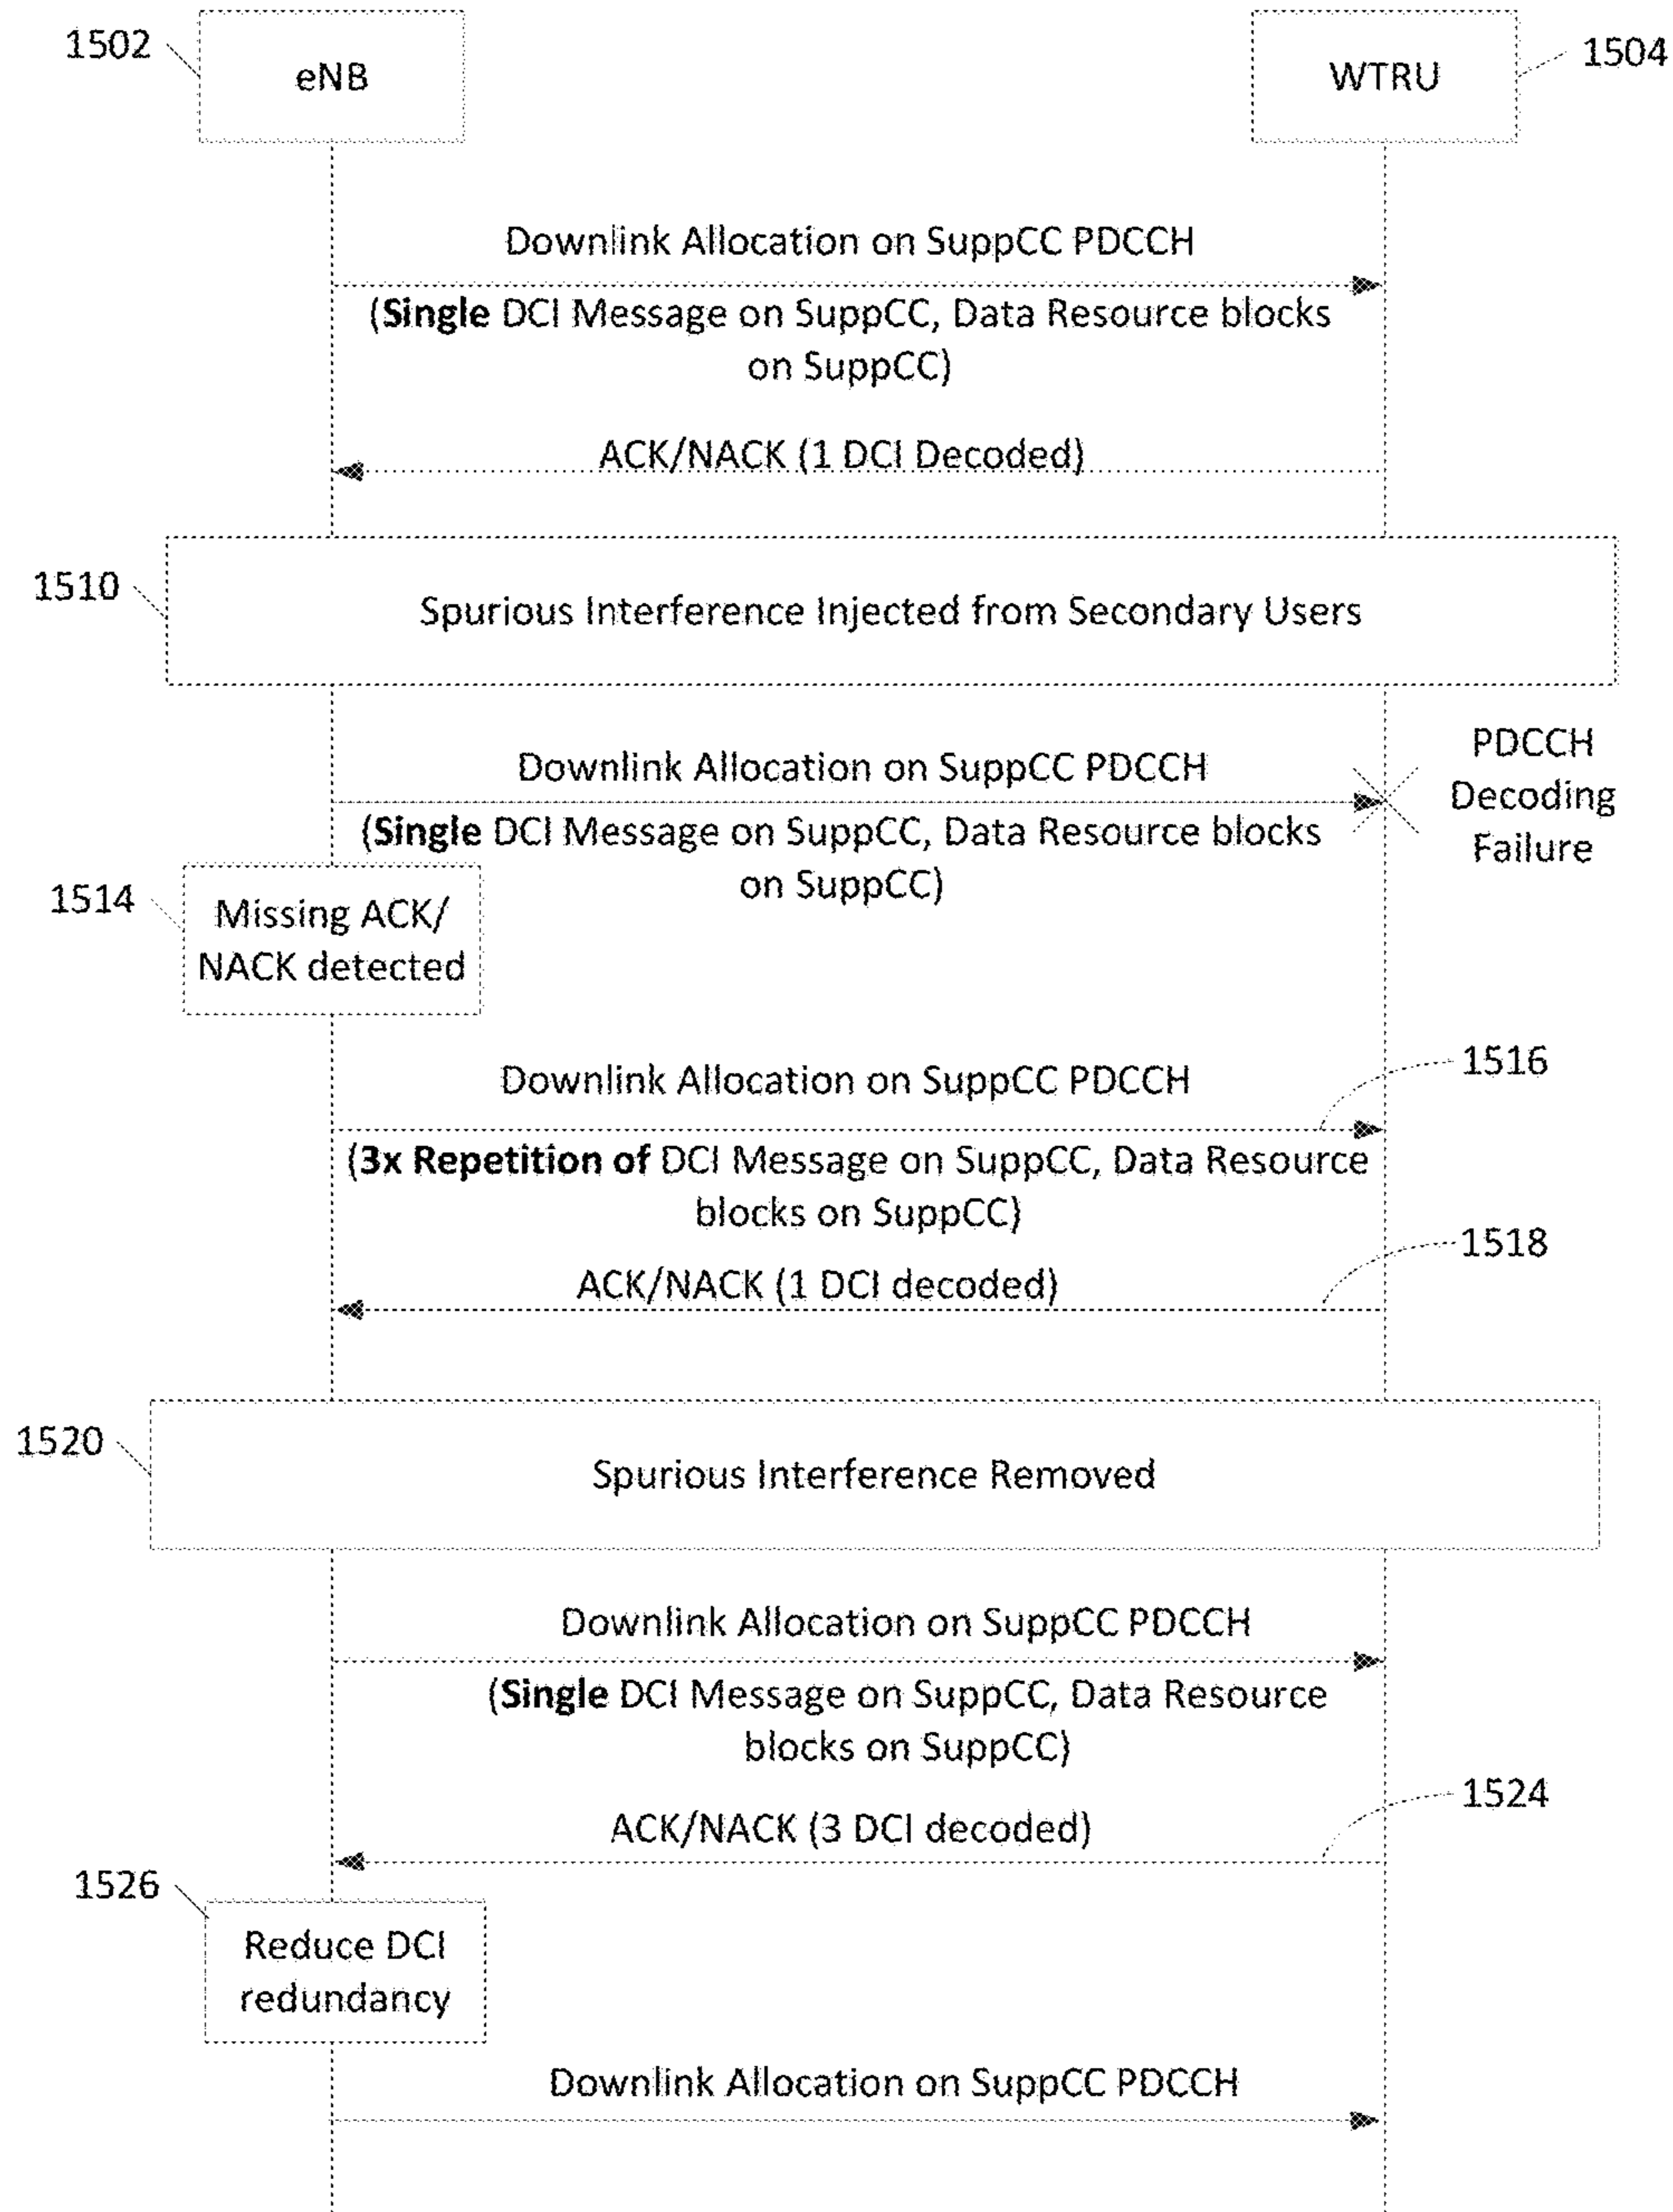 1502
eNB
WTRU
1504
Downlink Allocation on SuppCC PDCCH
(Single DCI Message on SuppCC, Data Resource blocks
on SuppCC)
ACK/NACK (1 DCI Decoded)
1510
Spurious Interference Injected from Secondary Users
Downlink Allocation on SuppCC PDCCH
(Single DCI Message on SuppCC, Data Resource blocks
on SuppCC)
PDCCH
Decoding
Failure
1514
Missing ACK/
NACK detected
Downlink Allocation on SuppCC PDCCH
1516
(3x Repetition of DCI Message on SuppCC, Data Resource
blocks on SuppCC)
1518
ACK/NACK (1 DCI decoded)
1520
Spurious Interference Removed
Downlink Allocation on SuppCC PDCCH
(Single DCI Message on SuppCC, Data Resource
blocks on SuppCC)
1524
ACK/NACK (3 DCI decoded)
1526
Reduce DCI
redundancy
Downlink Allocation on SuppCC PDCCH